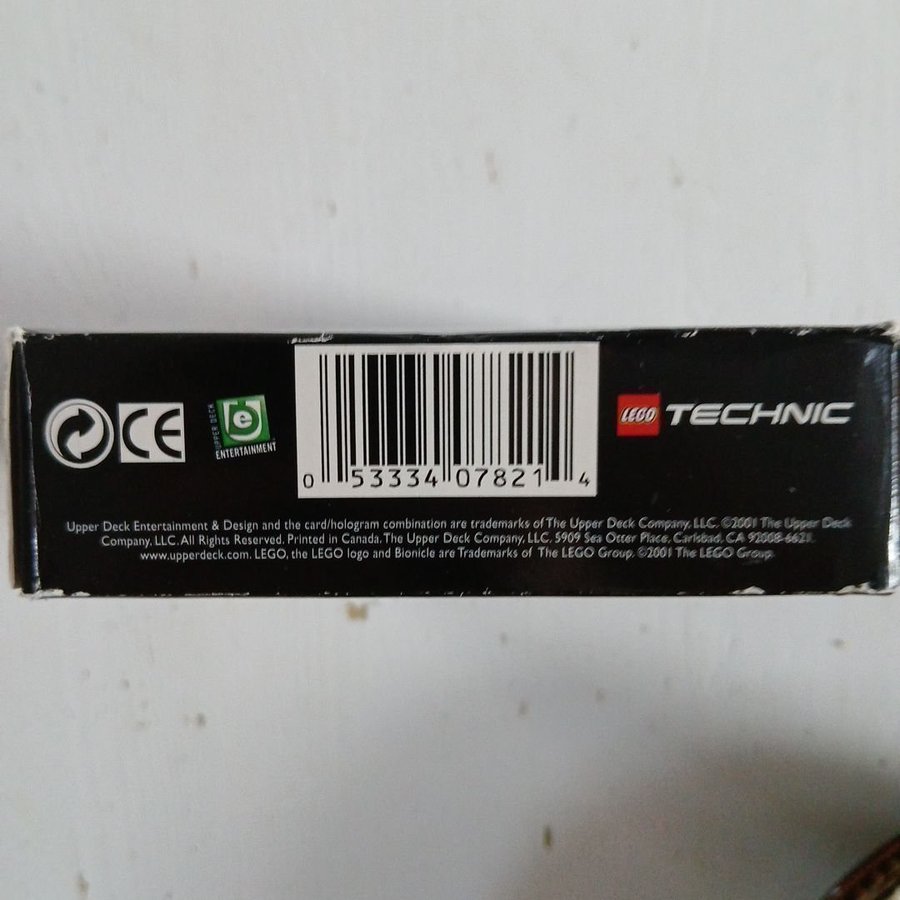 CE
UPPER DECK
e
ENTERTAINMENT
0 53334 07821 4
LEGO TECHNIC
Upper Deck Entertainment & Design and the card/hologram combination are trademarks of The Upper Deck Company, LLC. ©2001 The Upper Deck
Company, LLC. All Rights Reserved. Printed in Canada. The Upper Deck Company, LLC. 5909 Sea Otter Place, Carlsbad, CA 92008-6621.
www.upperdeck.com. LEGO, the LEGO logo and Bionicle are Trademarks of The LEGO Group. ©2001 The LEGO Group.